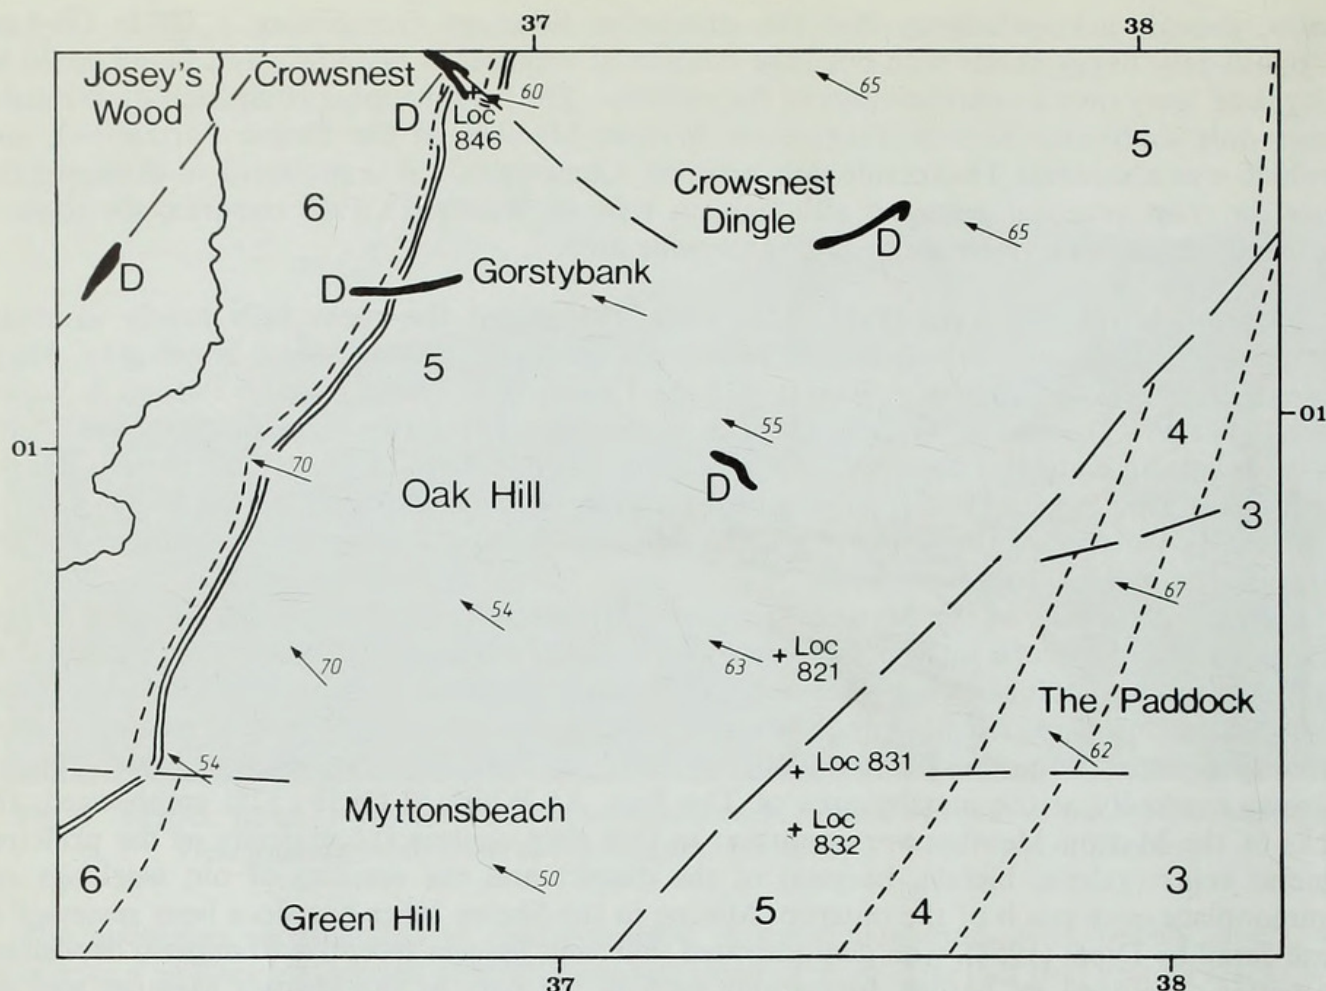 37
38
Josey's
Wood
Crowsnest
D
Loc
846
60
65
5
6
Crowsnest
Dingle
65
D
D
D
Gorstybank
5
01
01
55
4
70
Oak Hill
D
3
54
67
70
63
Loc
821
The Paddock
54
Loc 831
62
Myttonsbeach
Loc
832
6
50
Green Hill
5
4
3
37
38